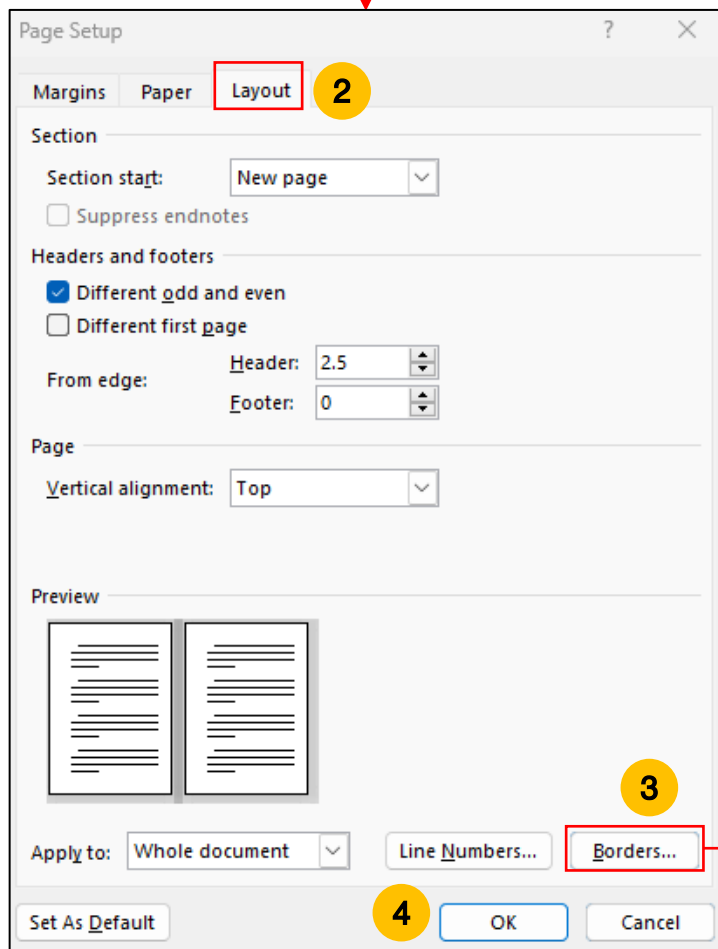 Page Setup ? ×
Margins Paper Layout 2
Section
Section start: New page
Suppress endnotes
Headers and footers
Different odd and even
Different first page
From edge: Header: 2.5
Footer: 0
Page
Vertical alignment: Top
Preview
3
Apply to: Whole document Line Numbers... Borders...
Set As Default 4 OK Cancel